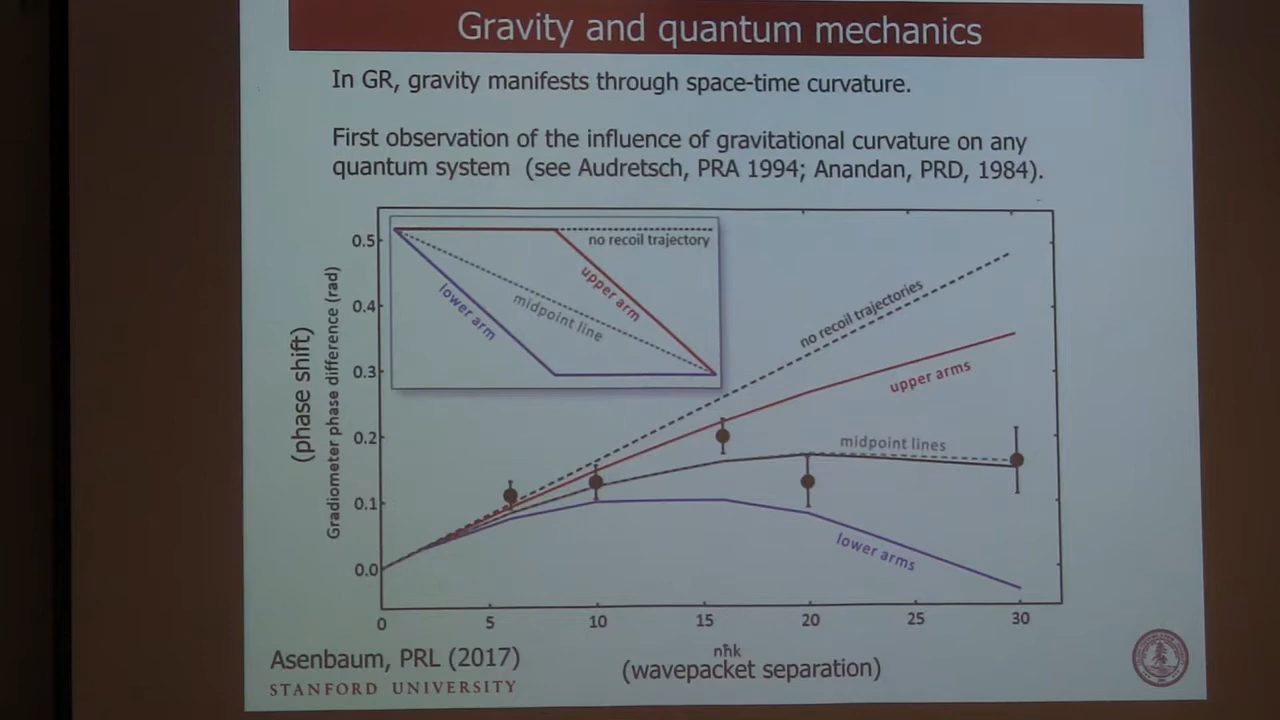 Gravity and quantum mechanics
In GR, gravity manifests through space-time curvature.
First observation of the influence of gravitational curvature on any
quantum system (see Audretsch, PRA 1994; Anandan, PRD, 1984).
(phase shift)
Gradiometer phase difference (rad)
0.5
0.4
0.3
0.2
0.1
0.0
no recoil trajectory
upper arm
midpoint line
lower arm
no recoil trajectories
upper arms
midpoint lines
lower arms
0 5 10 15 20 25 30
nħk
(wavepacket separation)
Asenbaum, PRL (2017)
STANFORD UNIVERSITY